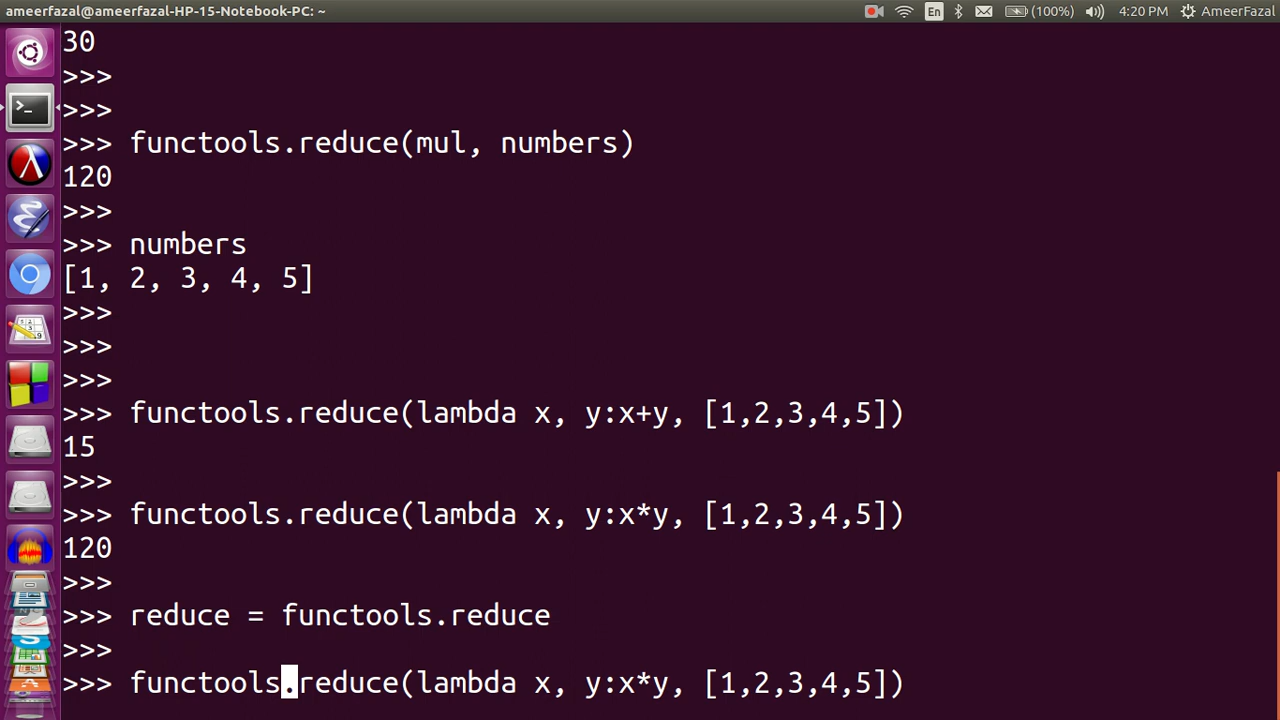 ameerfazal@ameerfazal-HP-15-Notebook-PC: ~ En (100%) 4:20 PM AmeerFazal
30
>>>
>>>
>>> functools.reduce(mul, numbers)
120
>>>
>>> numbers
[1, 2, 3, 4, 5]
>>>
>>>
>>>
>>> functools.reduce(lambda x, y:x+y, [1,2,3,4,5])
15
>>>
>>> functools.reduce(lambda x, y:x*y, [1,2,3,4,5])
120
>>>
>>> reduce = functools.reduce
>>>
>>> functools.reduce(lambda x, y:x*y, [1,2,3,4,5])